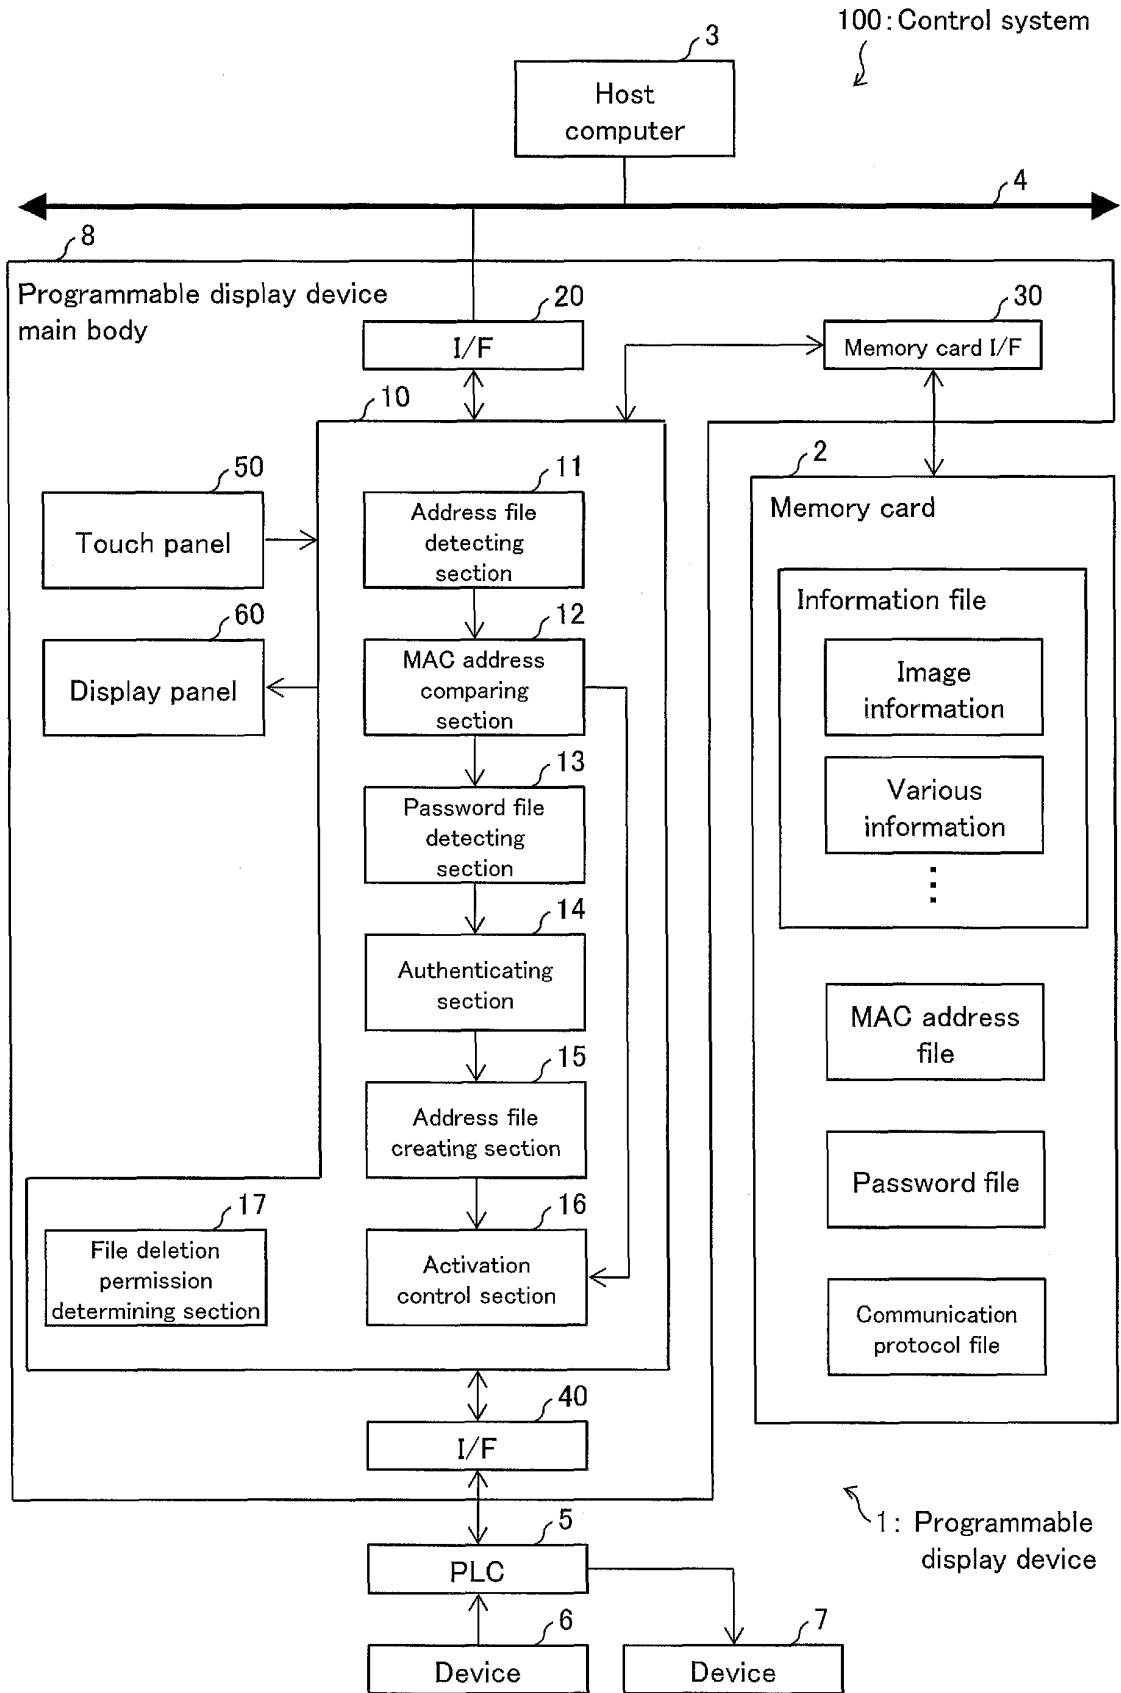 100: Control system
3
Host
computer
4
8
Programmable display device
main body
20
I/F
30
Memory card I/F
10
50
Touch panel
60
Display panel
11
Address file
detecting
section
12
MAC address
comparing
section
13
Password file
detecting
section
14
Authenticating
section
15
Address file
creating section
16
Activation
control section
17
File deletion
permission
determining section
2
Memory card
Information file
Image
information
Various
information
⋮
MAC address
file
Password file
Communication
protocol file
40
I/F
1: Programmable
display device
5
PLC
6
Device
7
Device